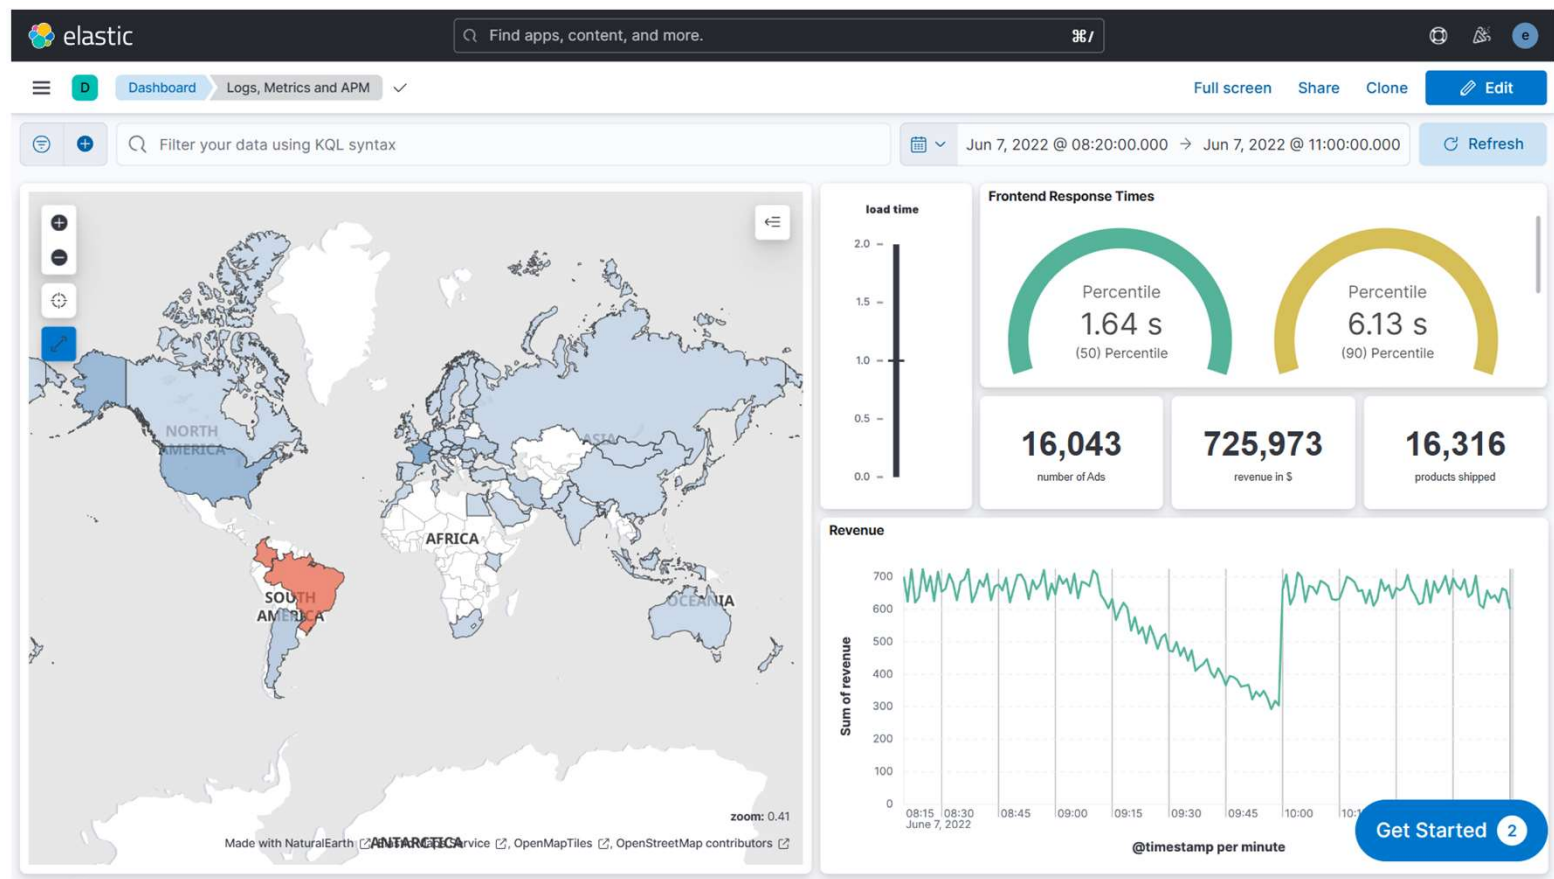 elastic
Find apps, content, and more.
⌘/
e
D
Dashboard
Logs, Metrics and APM
Full screen
Share
Clone
Edit
Filter your data using KQL syntax
Jun 7, 2022 @ 08:20:00.000 → Jun 7, 2022 @ 11:00:00.000
Refresh
NORTH
AMERICA
ASIA
AFRICA
SOUTH
AMERICA
OCEANIA
ANTARCTICA
zoom: 0.41
Made with NaturalEarth
Elastic Maps Service
, OpenMapTiles
, OpenStreetMap contributors
load time
2.0
1.5
1.0
0.5
0.0
Frontend Response Times
Percentile
1.64 s
(50) Percentile
Percentile
6.13 s
(90) Percentile
16,043
number of Ads
725,973
revenue in $
16,316
products shipped
Revenue
Sum of revenue
700
600
500
400
300
200
100
0
08:15 08:30 08:45 09:00 09:15 09:30 09:45 10:00
June 7, 2022
@timestamp per minute
Get Started 2